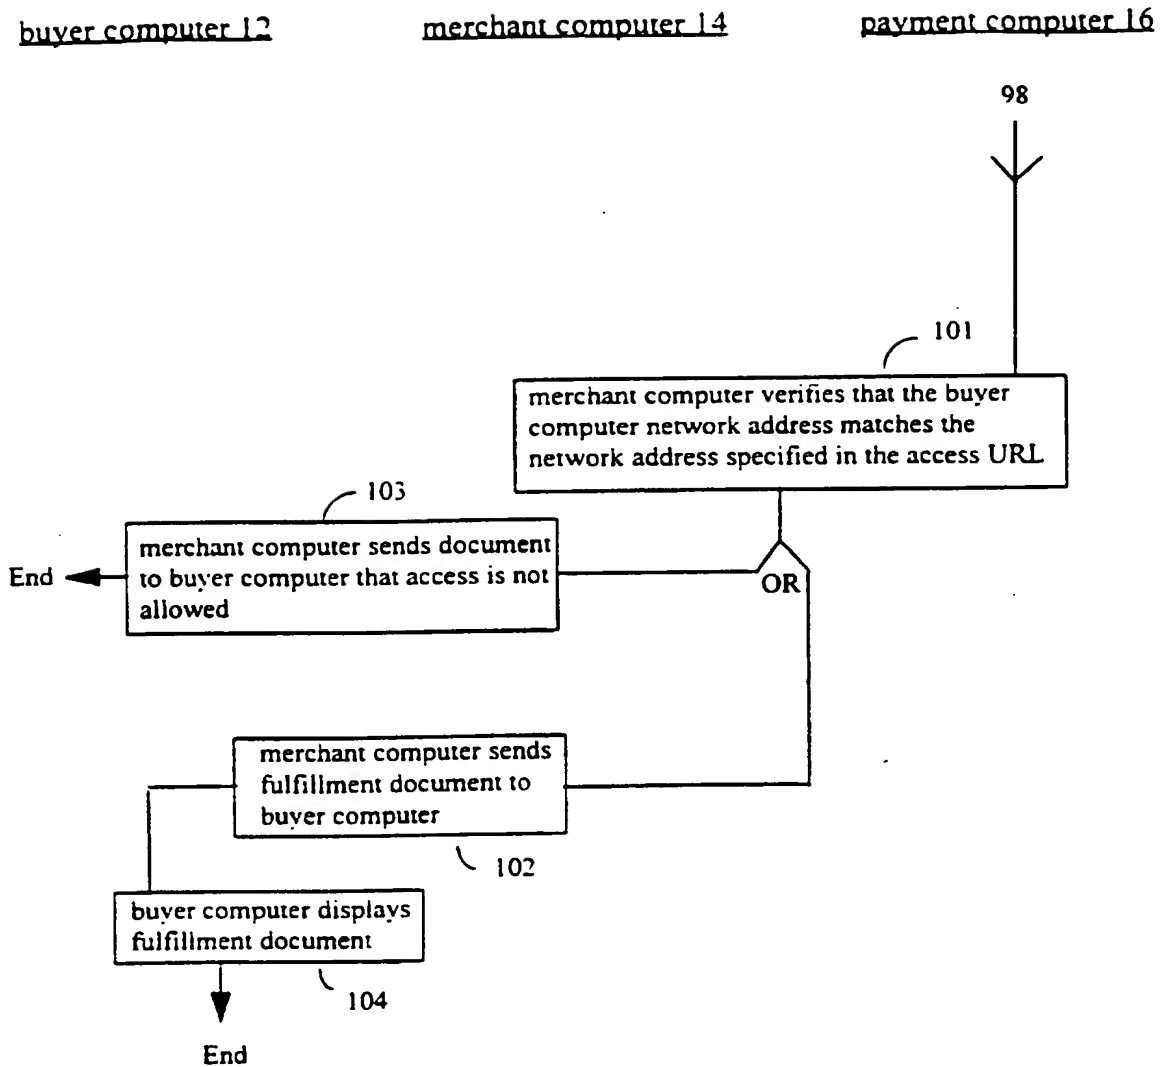 buyer computer 12
merchant computer 14
payment computer 16
98
101
merchant computer verifies that the buyer
computer network address matches the
network address specified in the access URL
103
merchant computer sends document
to buyer computer that access is not
allowed
End
OR
merchant computer sends
fulfillment document to
buyer computer
102
buyer computer displays
fulfillment document
104
End